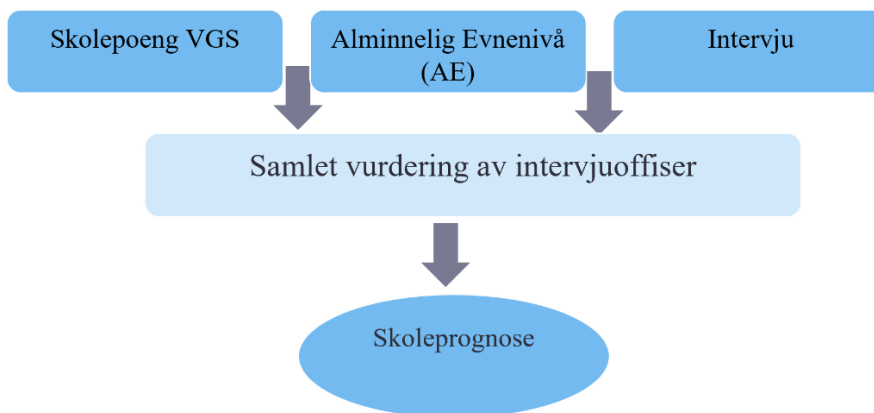 Skolepoeng VGS
Alminnelig Evnenivå
(AE)
Intervju
Samlet vurdering av intervjuoffiser
Skoleprognose